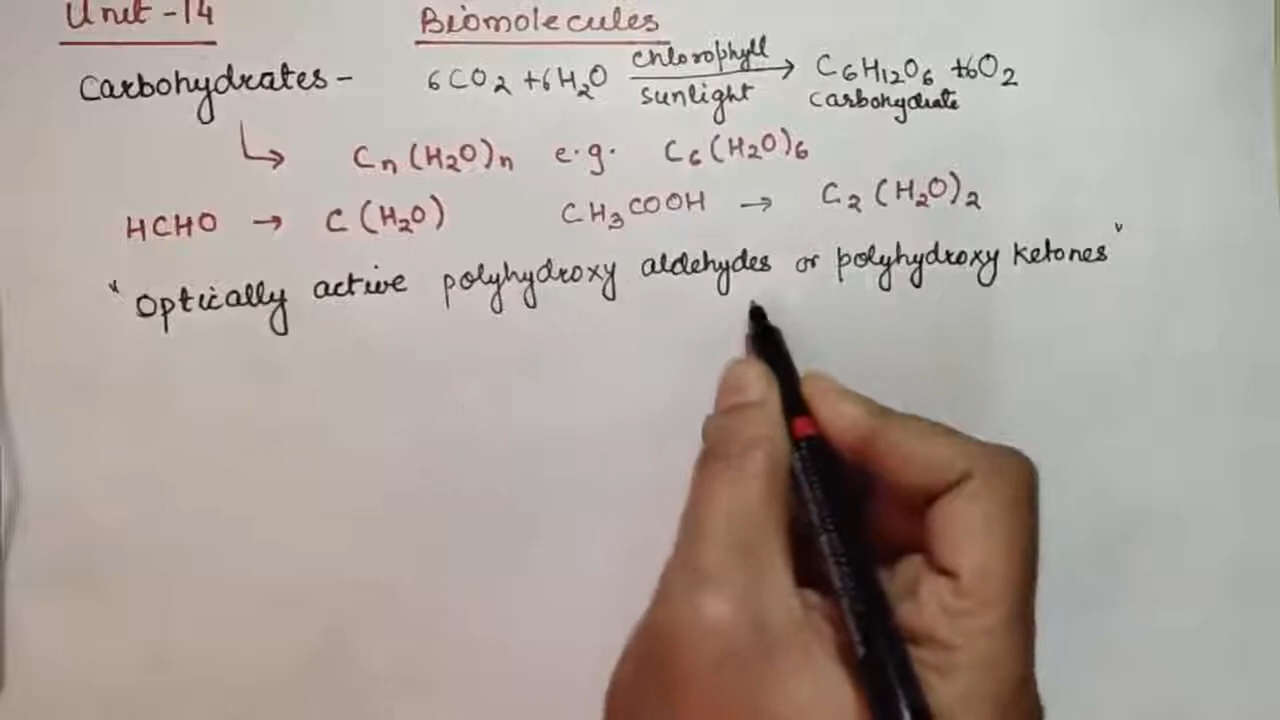 Unit-14 Biomolecules
Carbohydrates - 6CO2 +6H2O chlorophyll sunlight → C6H12O6 +6O2
carbohydrate
↳ Cn(H2O)n e.g. C6(H2O)6
HCHO → C(H2O) CH3COOH → C2(H2O)2
"Optically active polyhydroxy aldehydes or polyhydroxy ketones"